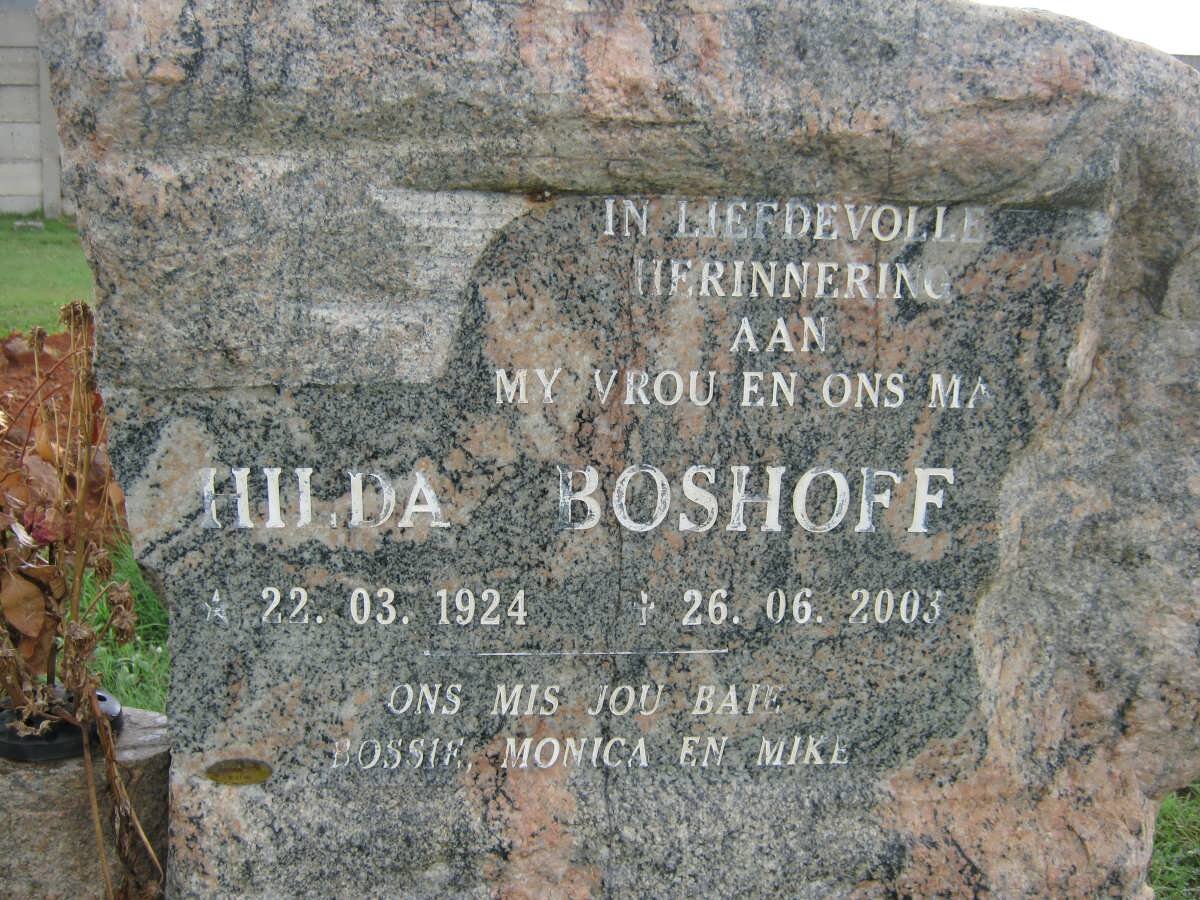 IN LIEFDEVOLLE
HERINNERING
AAN
MY VROU EN ONS MA
HILDA BOSHOFF
☆ 22. 03. 1924 † 26. 06. 2003
ONS MIS JOU BAIE
BOSSIE, MONICA EN MIKE